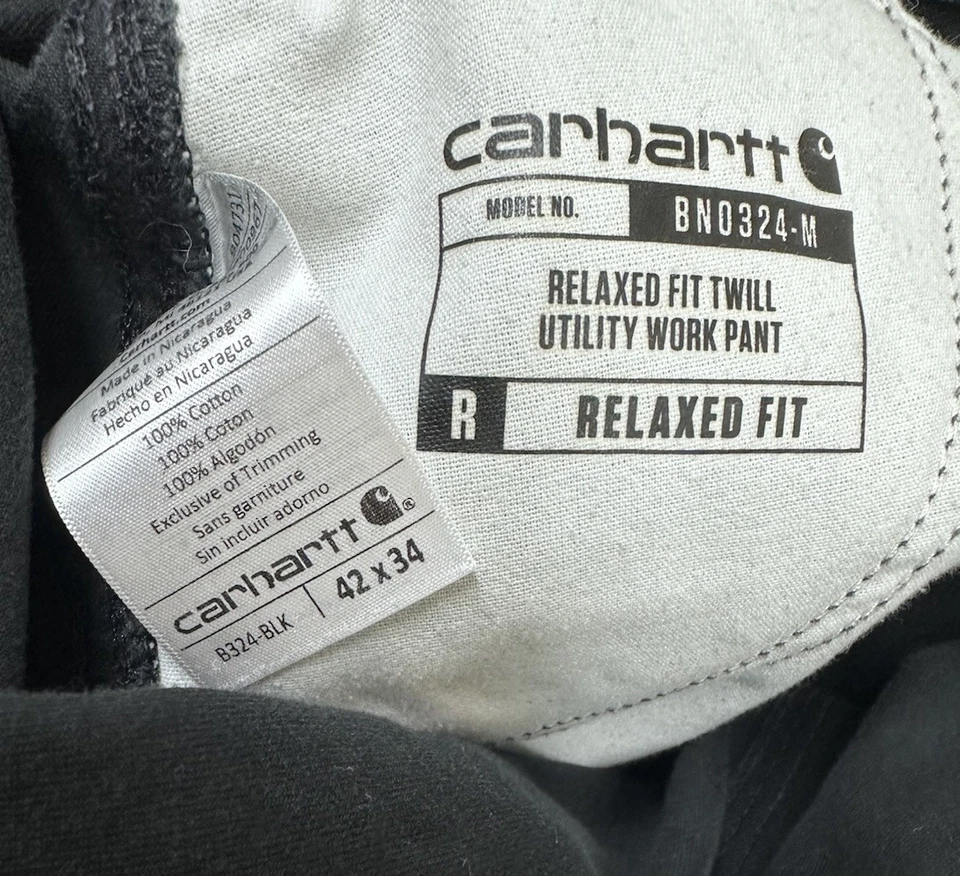 carhartt
MODEL NO. BN0324-M
RELAXED FIT TWILL
UTILITY WORK PANT
R RELAXED FIT
Carhartt.com
Made in Nicaragua
Fabriqué au Nicaragua
Hecho en Nicaragua
100% Cotton
100% Coton
100% Algodón
Exclusive of Trimming
Sans garniture
Sin incluir adorno
carhartt ®
B324-BLK | 42 x 34